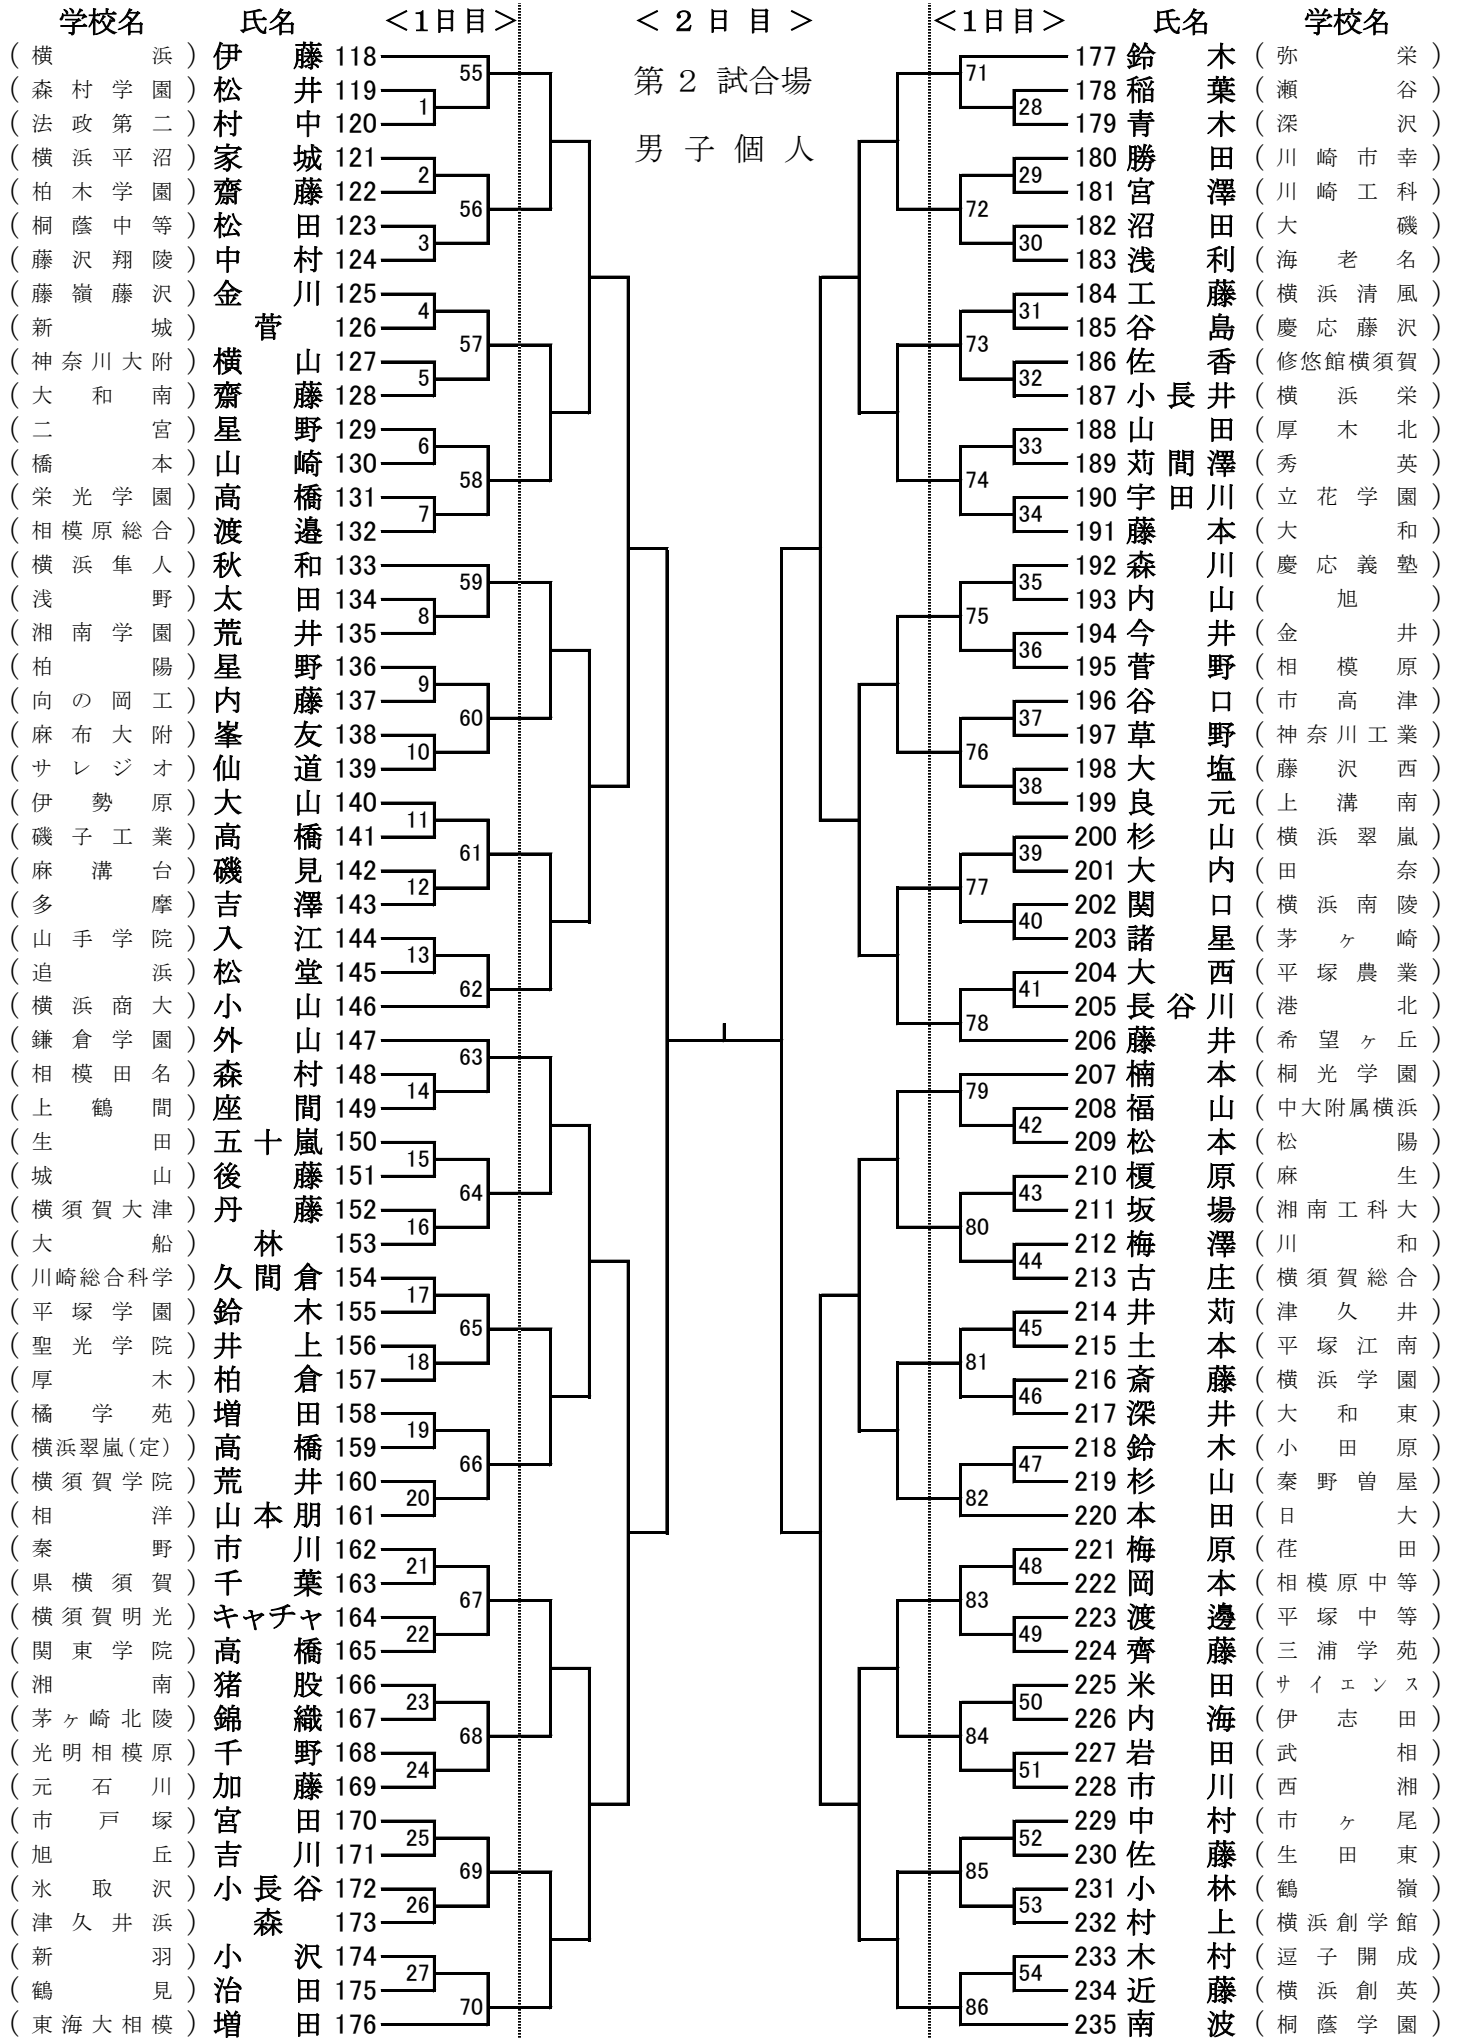 学校名 氏名 ＜1日目＞ ＜２日目＞ ＜1日目＞ 氏名 学校名
第２試合場
男子個人
(横浜) 伊藤 118 177 鈴木 (弥栄)
55 71
(森村学園) 松井 119 178 稲葉 (瀬谷)
1 28
(法政第二) 村中 120 179 青木 (深沢)
(横浜平沼) 家城 121 180 勝田 (川崎市幸)
2 29
(柏木学園) 齋藤 122 181 宮澤 (川崎工科)
56 72
(桐蔭中等) 松田 123 182 沼田 (大磯)
3 30
(藤沢翔陵) 中村 124 183 浅利 (海老名)
(藤嶺藤沢) 金川 125 184 工藤 (横浜清風)
4 31
(新城) 菅 126 185 谷島 (慶応藤沢)
57 73
(神奈川大附) 横山 127 186 佐香 (修悠館横須賀)
5 32
(大和南) 齋藤 128 187 小長井 (横浜栄)
(二宮) 星野 129 188 山田 (厚木北)
6 33
(橋本) 山崎 130 189 苅間澤 (秀英)
58 74
(栄光学園) 高橋 131 190 宇田川 (立花学園)
7 34
(相模原総合) 渡邉 132 191 藤本 (大和)
(横浜隼人) 秋和 133 192 森川 (慶応義塾)
59 35
(浅野) 太田 134 193 内山 (旭)
8 75
(湘南学園) 荒井 135 194 今井 (金井)
36
(柏陽) 星野 136 195 菅野 (相模原)
9
(向の岡工) 内藤 137 196 谷口 (市高津)
60 37
(麻布大附) 峯友 138 197 草野 (神奈川工業)
10 76
(サレジオ) 仙道 139 198 大塩 (藤沢西)
38
(伊勢原) 大山 140 199 良元 (上溝南)
11
(磯子工業) 高橋 141 200 杉山 (横浜翠嵐)
61 39
(麻溝台) 磯見 142 201 大内 (田奈)
12 77
(多摩) 吉澤 143 202 関口 (横浜南陵)
40
(山手学院) 入江 144 203 諸星 (茅ヶ崎)
13
(追浜) 松堂 145 204 大西 (平塚農業)
62 41
(横浜商大) 小山 146 205 長谷川 (港北)
78
(鎌倉学園) 外山 147 206 藤井 (希望ヶ丘)
63
(相模田名) 森村 148 207 楠本 (桐光学園)
14 79
(上鶴間) 座間 149 208 福山 (中大附属横浜)
42
(生田) 五十嵐 150 209 松本 (松陽)
15
(城山) 後藤 151 210 榎原 (麻生)
64 43
(横須賀大津) 丹藤 152 211 坂場 (湘南工科大)
16 80
(大船) 林 153 212 梅澤 (川和)
44
(川崎総合科学) 久間倉 154 213 古庄 (横須賀総合)
17
(平塚学園) 鈴木 155 214 井苅 (津久井)
65 45
(聖光学院) 井上 156 215 土本 (平塚江南)
18 81
(厚木) 柏倉 157 216 斎藤 (横浜学園)
46
(橘学苑) 増田 158 217 深井 (大和東)
19
(横浜翠嵐(定)) 高橋 159 218 鈴木 (小田原)
66 47
(横須賀学院) 荒井 160 219 杉山 (秦野曽屋)
20 82
(相洋) 山本朋 161 220 本田 (日大)
(秦野) 市川 162 221 梅原 (荏田)
21 48
(県横須賀) 千葉 163 222 岡本 (相模原中等)
67 83
(横須賀明光) キャチャ 164 223 渡邊 (平塚中等)
22 49
(関東学院) 高橋 165 224 齊藤 (三浦学苑)
(湘南) 猪股 166 225 米田 (サイエンス)
23 50
(茅ヶ崎北陵) 錦織 167 226 内海 (伊志田)
68 84
(光明相模原) 千野 168 227 岩田 (武相)
24 51
(元石川) 加藤 169 228 市川 (西湘)
(市戸塚) 宮田 170 229 中村 (市ヶ尾)
25 52
(旭丘) 吉川 171 230 佐藤 (生田東)
69 85
(氷取沢) 小長谷 172 231 小林 (鶴嶺)
26 53
(津久井浜) 森 173 232 村上 (横浜創学館)
(新羽) 小沢 174 233 木村 (逗子開成)
27 54
(鶴見) 治田 175 234 近藤 (横浜創英)
70 86
(東海大相模) 増田 176 235 南波 (桐蔭学園)